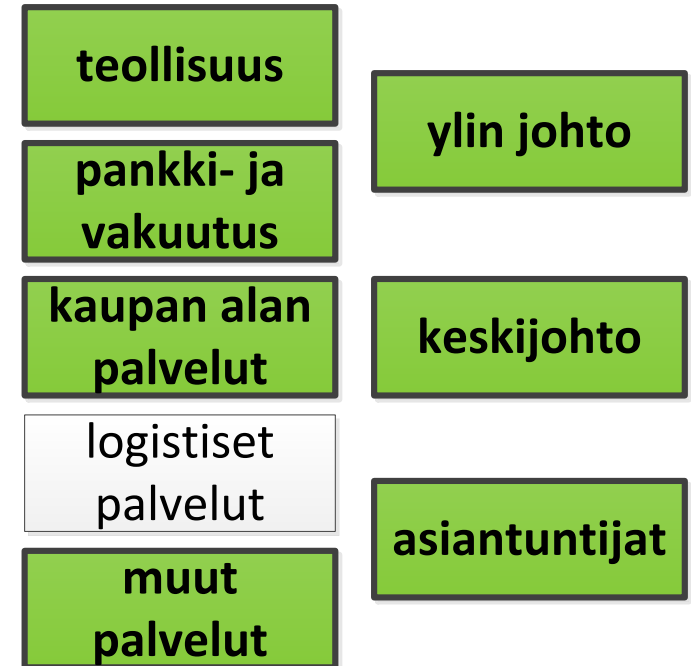 teollisuus
pankki- ja
vakuutus
kaupan alan
palvelut
logistiset
palvelut
muut
palvelut
ylin johto
keskijohto
asiantuntijat